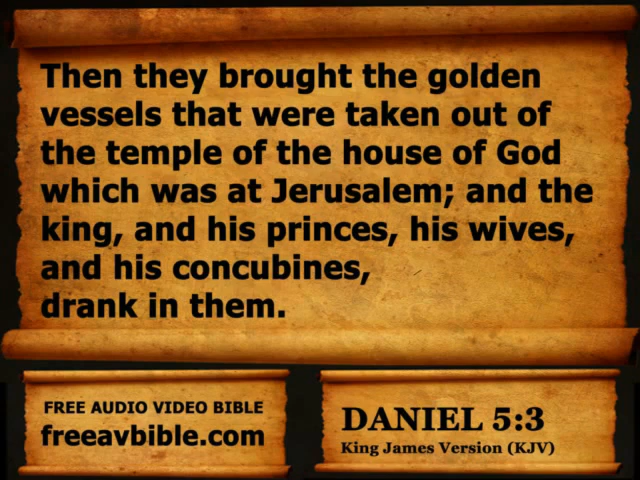 Then they brought the golden
vessels that were taken out of
the temple of the house of God
which was at Jerusalem; and the
king, and his princes, his wives,
and his concubines,
drank in them.
FREE AUDIO VIDEO BIBLE
freeavbible.com
DANIEL 5:3
King James Version (KJV)